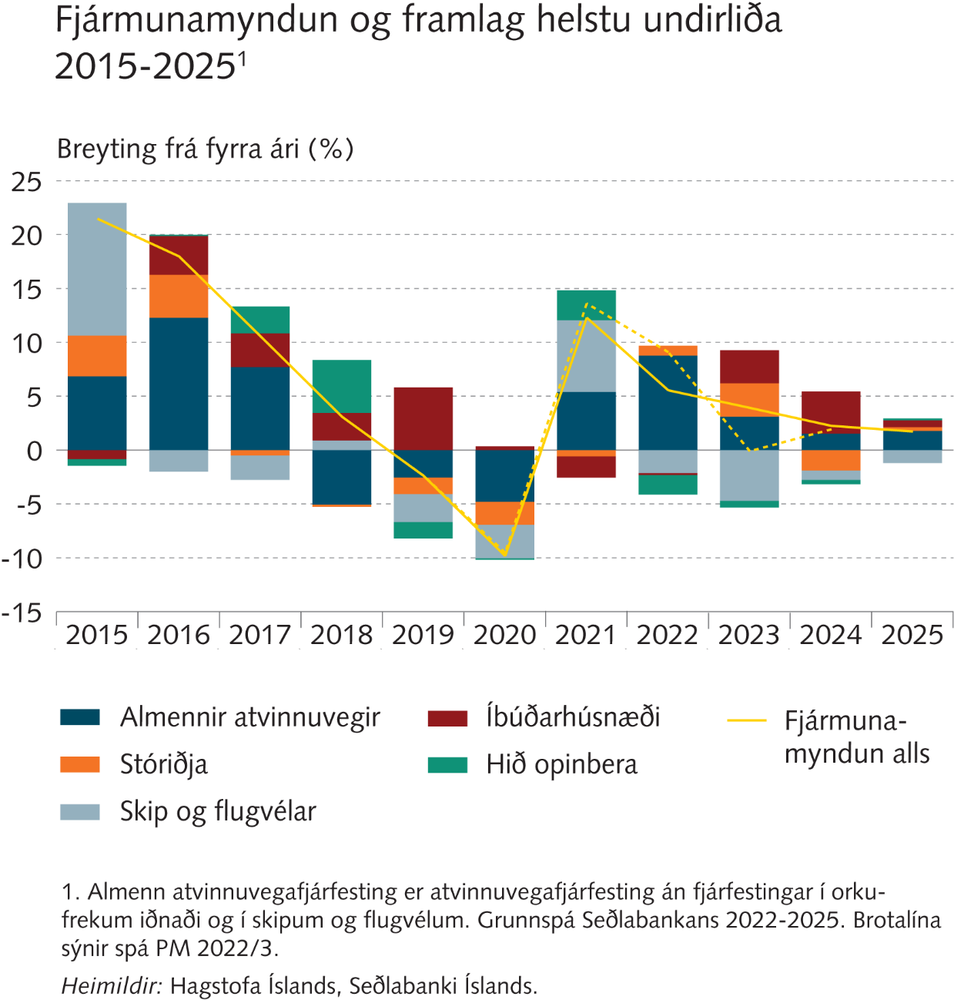 Fjármunamyndun og framlag helstu undirliða
2015-2025¹
Breyting frá fyrra ári (%)
25
20
15
10
5
0
-5
-10
-15
2015 2016 2017 2018 2019 2020 2021 2022 2023 2024 2025
Almennir atvinnuvegir
Stóriðja
Skip og flugvélar
Íbúðarhúsnæði
Hið opinbera
Fjármuna-
myndun alls
1. Almenn atvinnuvegafjárfesting er atvinnuvegafjárfesting án fjárfestingar í orku-
frekum iðnaði og í skipum og flugvélum. Grunnspá Seðlabankans 2022-2025. Brotalína
sýnir spá PM 2022/3.
Heimildir: Hagstofa Íslands, Seðlabanki Íslands.